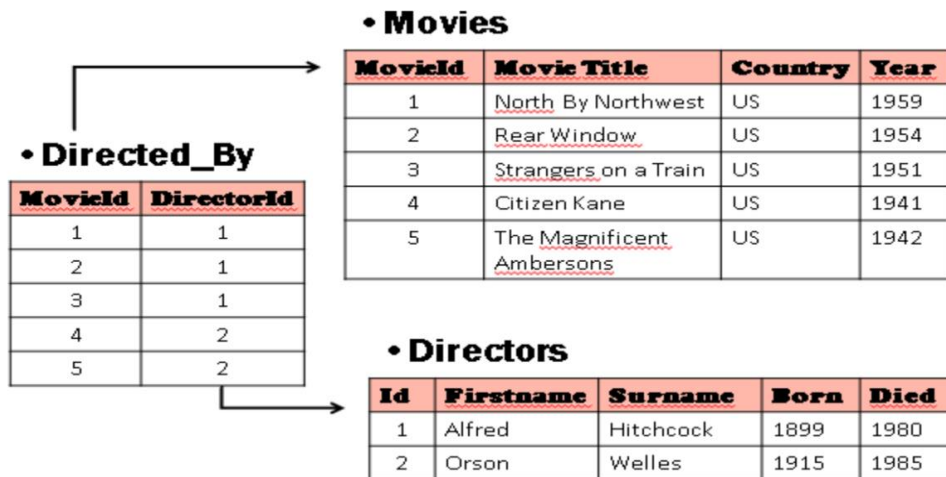 • Movies
MovieId Movie Title Country Year
1 North By Northwest US 1959
2 Rear Window US 1954
3 Strangers on a Train US 1951
4 Citizen Kane US 1941
5 The Magnificent US 1942
Ambersons
• Directed_By
MovieId DirectorId
1 1
2 1
3 1
4 2
5 2
• Directors
Id Firstname Surname Born Died
1 Alfred Hitchcock 1899 1980
2 Orson Welles 1915 1985